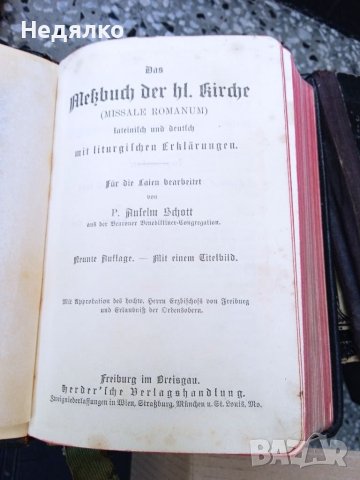 Недялко
Das
Meßbuch der hl. Kirche
(MISSALE ROMANUM)
lateinisch und deutsch
mit liturgischen Erklärungen.
Für die Laien bearbeitet
von
P. Anselm Schott
aus der Beuroner Benediktiner-Congregation.
Neunte Auflage. — Mit einem Titelbild.
Mit Approbation des hochw. Herrn Erzbischofs von Freiburg
und Erlaubniß der Ordensobern.
Freiburg im Breisgau.
Herder'sche Verlagshandlung.
Zweigniederlassungen in Wien, Straßburg, München u. St. Louis, Mo.
BAZAR